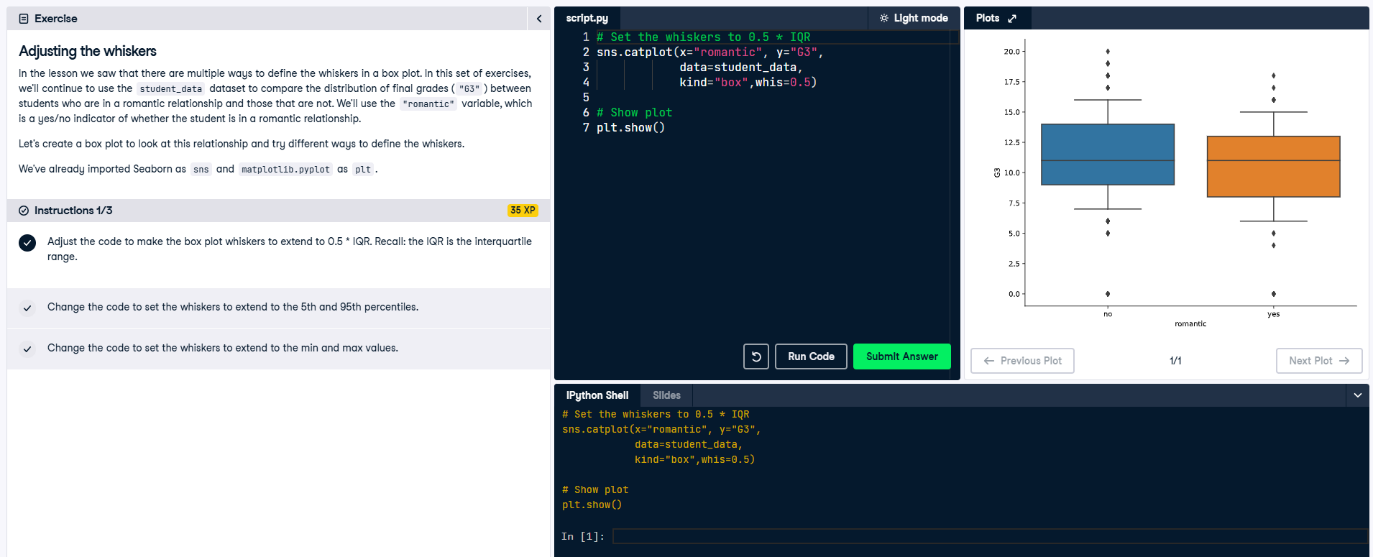 Exercise
Adjusting the whiskers
In the lesson we saw that there are multiple ways to define the whiskers in a box plot. In this set of exercises,
we'll continue to use the student_data dataset to compare the distribution of final grades ( "G3" ) between
students who are in a romantic relationship and those that are not. We'll use the "romantic" variable, which
is a yes/no indicator of whether the student is in a romantic relationship.
Let's create a box plot to look at this relationship and try different ways to define the whiskers.
We've already imported Seaborn as sns and matplotlib.pyplot as plt .
Instructions 1/3
35 XP
Adjust the code to make the box plot whiskers to extend to 0.5 * IQR. Recall: the IQR is the interquartile
range.
Change the code to set the whiskers to extend to the 5th and 95th percentiles.
Change the code to set the whiskers to extend to the min and max values.
script.py
Light mode
1 # Set the whiskers to 0.5 * IQR
2 sns.catplot(x="romantic", y="G3",
3 data=student_data,
4 kind="box",whis=0.5)
5
6 # Show plot
7 plt.show()
Run Code
Submit Answer
Plots
20.0
17.5
15.0
12.5
10.0
7.5
5.0
2.5
0.0
G3
no
yes
romantic
Previous Plot
1/1
Next Plot
IPython Shell
Slides
# Set the whiskers to 0.5 * IQR
sns.catplot(x="romantic", y="G3",
data=student_data,
kind="box",whis=0.5)
# Show plot
plt.show()
In [1]: